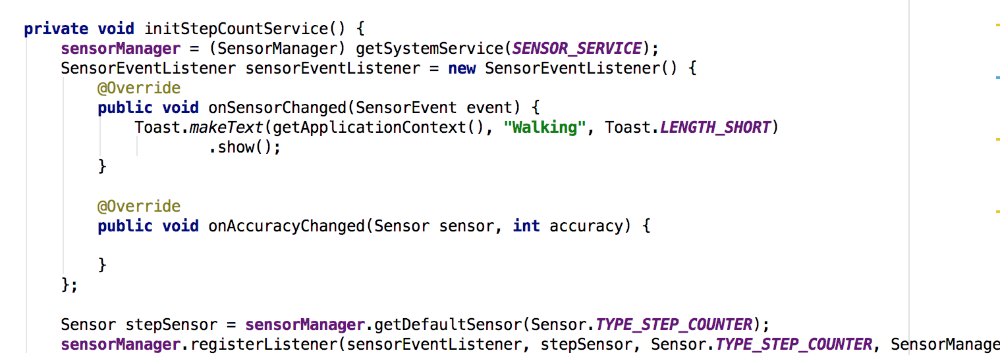 private void initStepCountService() {
    sensorManager = (SensorManager) getSystemService(SENSOR_SERVICE);
    SensorEventListener sensorEventListener = new SensorEventListener() {
        @Override
        public void onSensorChanged(SensorEvent event) {
            Toast.makeText(getApplicationContext(), "Walking", Toast.LENGTH_SHORT)
                    .show();
        }

        @Override
        public void onAccuracyChanged(Sensor sensor, int accuracy) {

        }
    };

    Sensor stepSensor = sensorManager.getDefaultSensor(Sensor.TYPE_STEP_COUNTER);
    sensorManager.registerListener(sensorEventListener, stepSensor, Sensor.TYPE_STEP_COUNTER, SensorManage